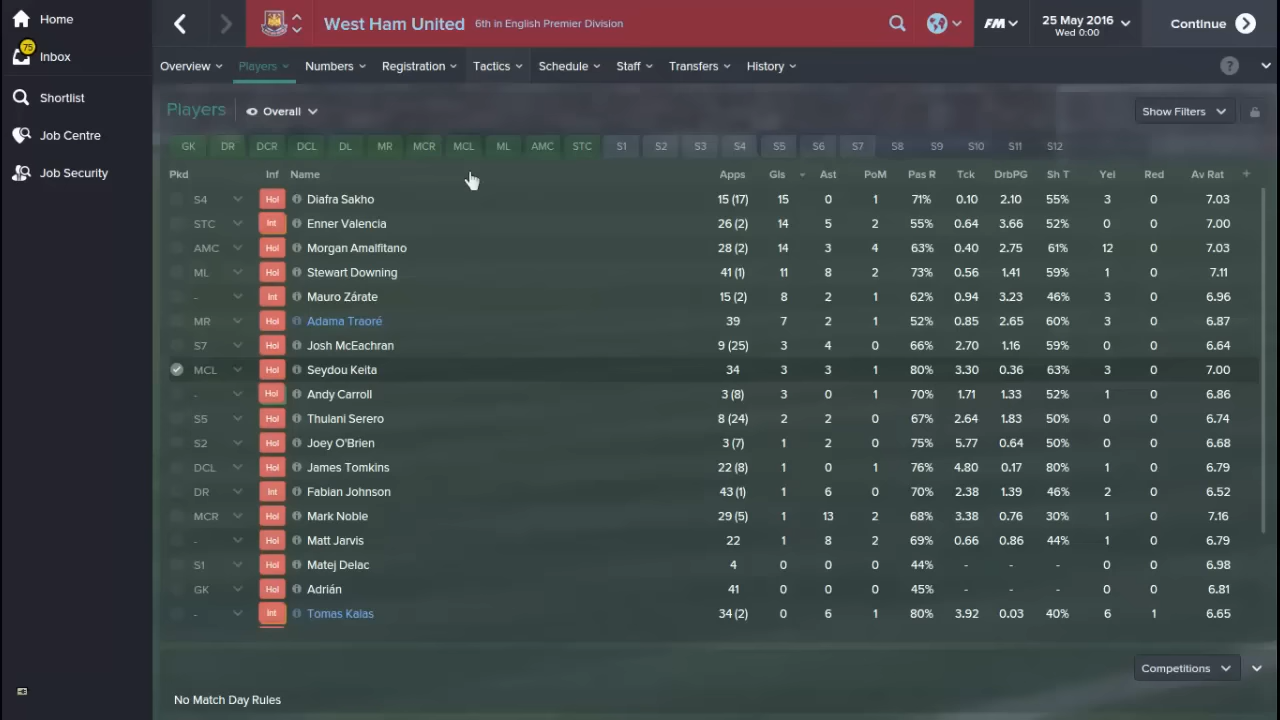 Home
75
Inbox
Shortlist
Job Centre
Job Security
West Ham United 6th in English Premier Division
FM
25 May 2016
Wed 0:00
Continue
Overview Players Numbers Registration Tactics Schedule Staff Transfers History ?
Players Overall Show Filters
GK DR DCR DCL DL MR MCR MCL ML AMC STC S1 S2 S3 S4 S5 S6 S7 S8 S9 S10 S11 S12
Pkd Inf Name Apps Gls Ast PoM Pas R Tck DrbPG Sh T Yel Red Av Rat +
S4 Hol Diafra Sakho 15 (17) 15 0 1 71% 0.10 2.10 55% 3 0 7.03
STC Int Enner Valencia 26 (2) 14 5 2 55% 0.64 3.66 52% 0 0 7.00
AMC Hol Morgan Amalfitano 28 (2) 14 3 4 63% 0.40 2.75 61% 12 0 7.03
ML Hol Stewart Downing 41 (1) 11 8 2 73% 0.56 1.41 59% 1 0 7.11
- Int Mauro Zárate 15 (2) 8 2 1 62% 0.94 3.23 46% 3 0 6.96
MR Hol Adama Traoré 39 7 2 1 52% 0.85 2.65 60% 3 0 6.87
S7 Hol Josh McEachran 9 (25) 3 4 0 66% 2.70 1.16 59% 0 0 6.64
MCL Hol Seydou Keita 34 3 3 1 80% 3.30 0.36 63% 3 0 7.00
- Hol Andy Carroll 3 (8) 3 0 1 70% 1.71 1.33 52% 1 0 6.86
S5 Hol Thulani Serero 8 (24) 2 2 0 67% 2.64 1.83 50% 0 0 6.74
S2 Hol Joey O'Brien 3 (7) 1 2 0 75% 5.77 0.64 50% 0 0 6.68
DCL Hol James Tomkins 22 (8) 1 0 1 76% 4.80 0.17 80% 1 0 6.79
DR Int Fabian Johnson 43 (1) 1 6 0 70% 2.38 1.39 46% 2 0 6.52
MCR Hol Mark Noble 29 (5) 1 13 2 68% 3.38 0.76 30% 1 0 7.16
- Hol Matt Jarvis 22 1 8 2 69% 0.66 0.86 44% 1 0 6.79
S1 Hol Matej Delac 4 0 0 0 44% - - - 0 0 6.98
GK Hol Adrián 41 0 0 0 45% - - - 0 0 6.81
- Int Tomas Kalas 34 (2) 0 6 1 80% 3.92 0.03 40% 6 1 6.65
Competitions
No Match Day Rules